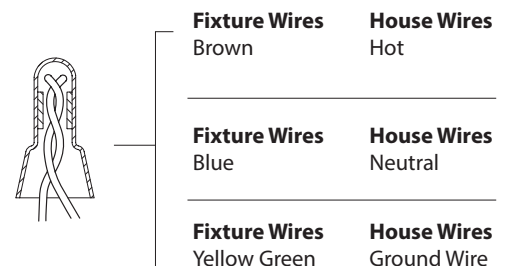 Fixture Wires House Wires
Brown Hot
Fixture Wires House Wires
Blue Neutral
Fixture Wires House Wires
Yellow Green Ground Wire